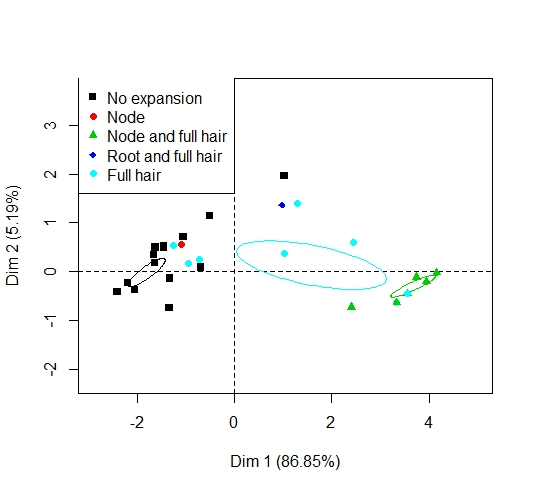 No expansion
Node
Node and full hair
Root and full hair
Full hair
3
2
1
0
-1
-2
Dim 2 (5.19%)
-2
0
2
4
Dim 1 (86.85%)